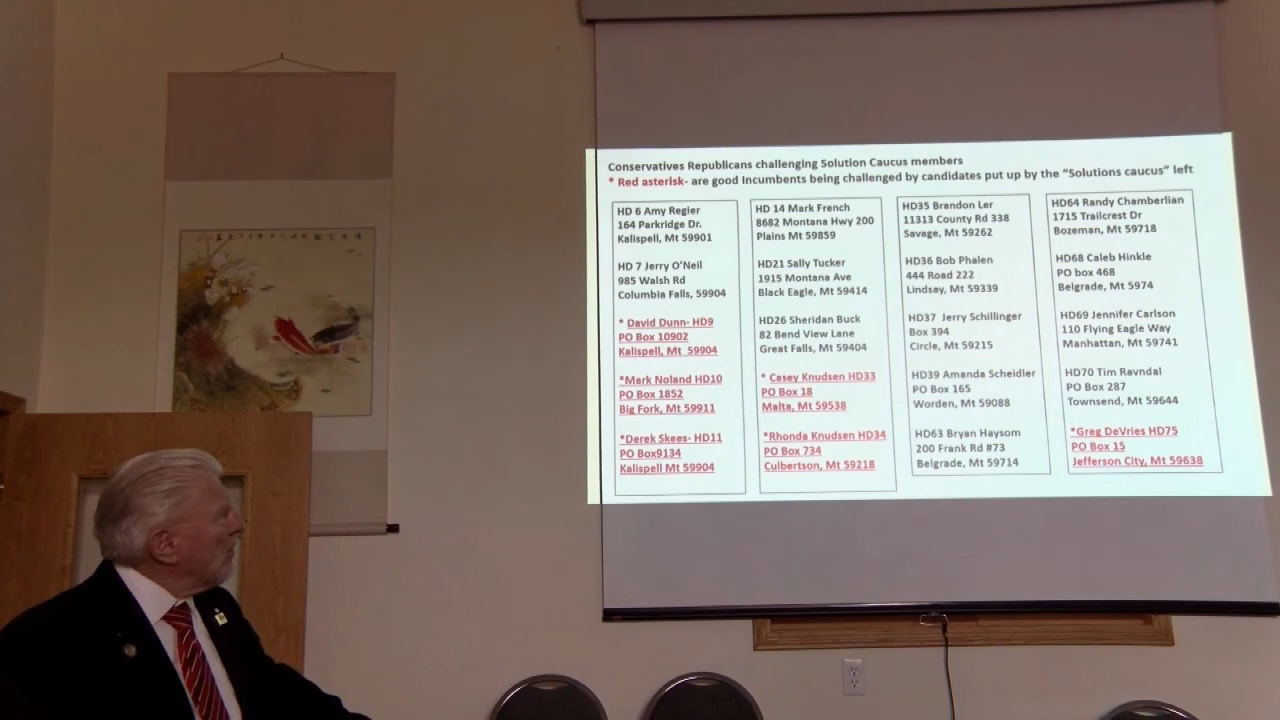 Conservatives Republicans challenging Solution Caucus members
* Red asterisk- are good Incumbents being challenged by candidates put up by the “Solutions caucus” left
HD 6 Amy Regier
164 Parkridge Dr.
Kalispell, Mt 59901
HD 7 Jerry O’Neil
985 Walsh Rd
Columbia Falls, 59904
* David Dunn- HD9
PO Box 10902
Kalispell, Mt 59904
*Mark Noland HD10
PO Box 1852
Big Fork, Mt 59911
*Derek Skees- HD11
PO Box9134
Kalispell Mt 59904
HD 14 Mark French
8682 Montana Hwy 200
Plains Mt 59859
HD21 Sally Tucker
1915 Montana Ave
Black Eagle, Mt 59414
HD26 Sheridan Buck
82 Bend View Lane
Great Falls, Mt 59404
* Casey Knudsen HD33
PO Box 18
Malta, Mt 59538
*Rhonda Knudsen HD34
PO Box 734
Culbertson, Mt 59218
HD35 Brandon Ler
11313 County Rd 338
Savage, Mt 59262
HD36 Bob Phalen
444 Road 222
Lindsay, Mt 59339
HD37 Jerry Schillinger
Box 394
Circle, Mt 59215
HD39 Amanda Scheidler
PO Box 165
Worden, Mt 59088
HD63 Bryan Haysom
200 Frank Rd #73
Belgrade, Mt 59714
HD64 Randy Chamberlian
1715 Trailcrest Dr
Bozeman, Mt 59718
HD68 Caleb Hinkle
PO box 468
Belgrade, Mt 5974
HD69 Jennifer Carlson
110 Flying Eagle Way
Manhattan, Mt 59741
HD70 Tim Ravndal
PO Box 287
Townsend, Mt 59644
*Greg DeVries HD75
PO Box 15
Jefferson City, Mt 59638